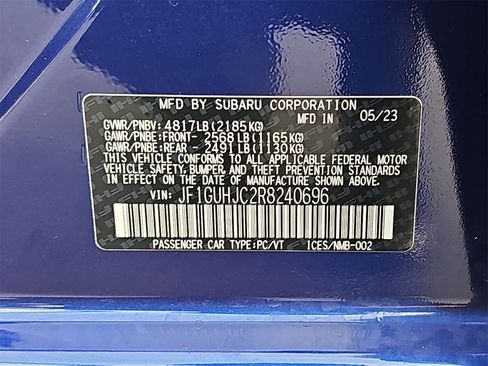 MFD BY SUBARU CORPORATION
GVWR/PNBV: 4817LB(2185KG) MFD IN 05/23
GAWR/PNBE:FRONT- 2568LB(1165KG)
GAWR/PNBE:REAR - 2491LB(1130KG)
THIS VEHICLE CONFORMS TO ALL APPLICABLE FEDERAL MOTOR
VEHICLE SAFETY, BUMPER, AND THEFT PREVENTION STANDARDS
IN EFFECT ON THE DATE OF MANUFACTURE SHOWN ABOVE.
VIN: JF1GUHJC2R8240696
PASSENGER CAR TYPE:PC/VT ICES/NMB-002